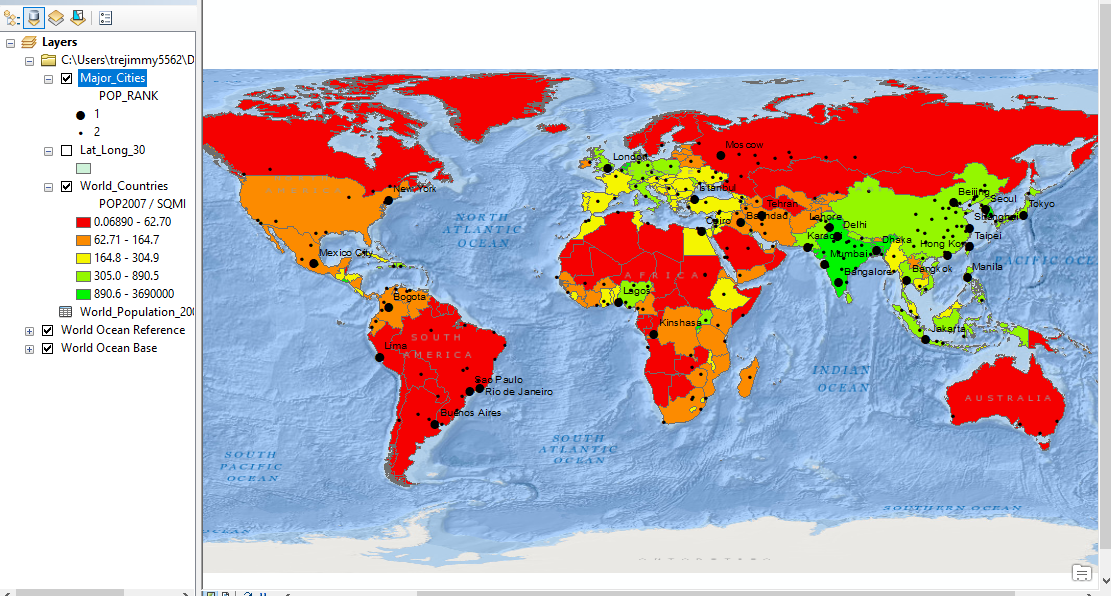 Layers
C:\Users\trejimmy5562\D
Major_Cities
POP_RANK
1
2
Lat_Long_30
World_Countries
POP2007 / SQMI
0.06890 - 62.70
62.71 - 164.7
164.8 - 304.9
305.0 - 890.5
890.6 - 3690000
World_Population_200
World Ocean Reference
World Ocean Base
Moscow
London
New York
Istanbul
Beijing
Seoul
Tokyo
Tehran
Baghdad
Cairo
Lahore
Delhi
Shanghai
NORTH
ATLANTIC
OCEAN
Karac
Dhaka
Hong Ko
Taipei
Mexico City
Mumbai
PACIFIC OCE
Bangalore
Bangkok
Manila
AFRICA
Bogota
Lagos
Kinshasa
Jakarta
SOUTH
AMERICA
Lima
INDIAN
OCEAN
Sao Paulo
Rio de Janeiro
AUSTRALIA
Buenos Aires
SOUTH
PACIFIC
OCEAN
SOUTH
ATLANTIC
OCEAN
SOUTHERN OCEAN